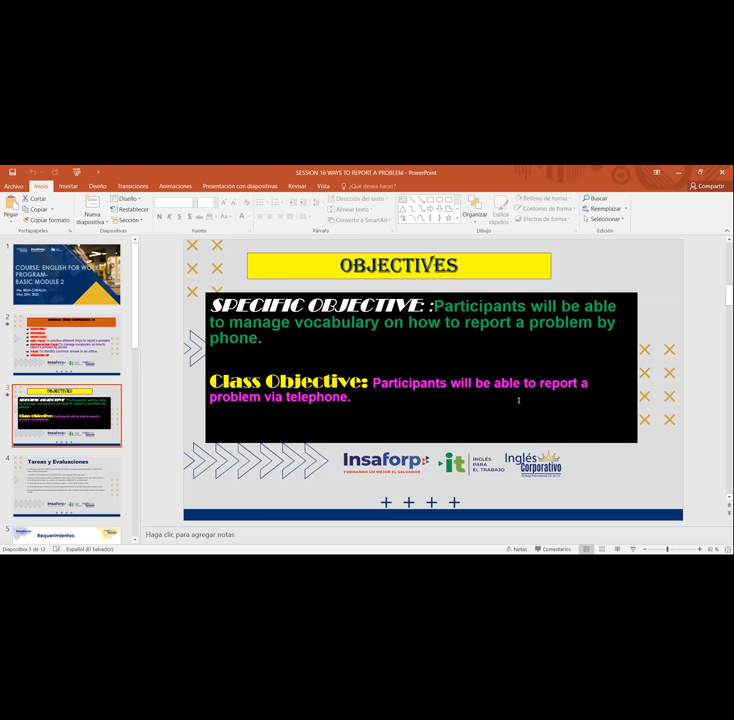 SESSION 16 WAYS TO REPORT A PROBLEM - PowerPoint
Archivo Inicio Insertar Diseño Transiciones Animaciones Presentación con diapositivas Revisar Vista ¿Qué desea hacer? Compartir
Cortar
Copiar
Copiar formato
Pegar
Portapapeles
Nueva diapositiva
Diseño
Restablecer
Sección
Diapositivas
N K S
Fuente
Dirección del texto
Alinear texto
Convertir a SmartArt
Párrafo
Organizar
Estilos rápidos
Relleno de forma
Contorno de forma
Efectos de forma
Dibujo
Buscar
Reemplazar
Seleccionar
Edición
1
COURSE: ENGLISH FOR WORK
PROGRAM-
BASIC MODULE 2
2
3
OBJECTIVES
4
Tareas y Evaluaciones
5
Requerimientos:
OBJECTIVES
SPECIFIC OBJECTIVE :Participants will be able
to manage vocabulary on how to report a problem by
phone.
Class Objective: Participants will be able to report a
problem via telephone.
Insaforp
FORMANDO UN MEJOR EL SALVADOR
it
INGLÉS
PARA
EL TRABAJO
Inglés
Corporativo
Haga clic para agregar notas
Diapositiva 3 de 12 Español (El Salvador) Notas Comentarios 82 %